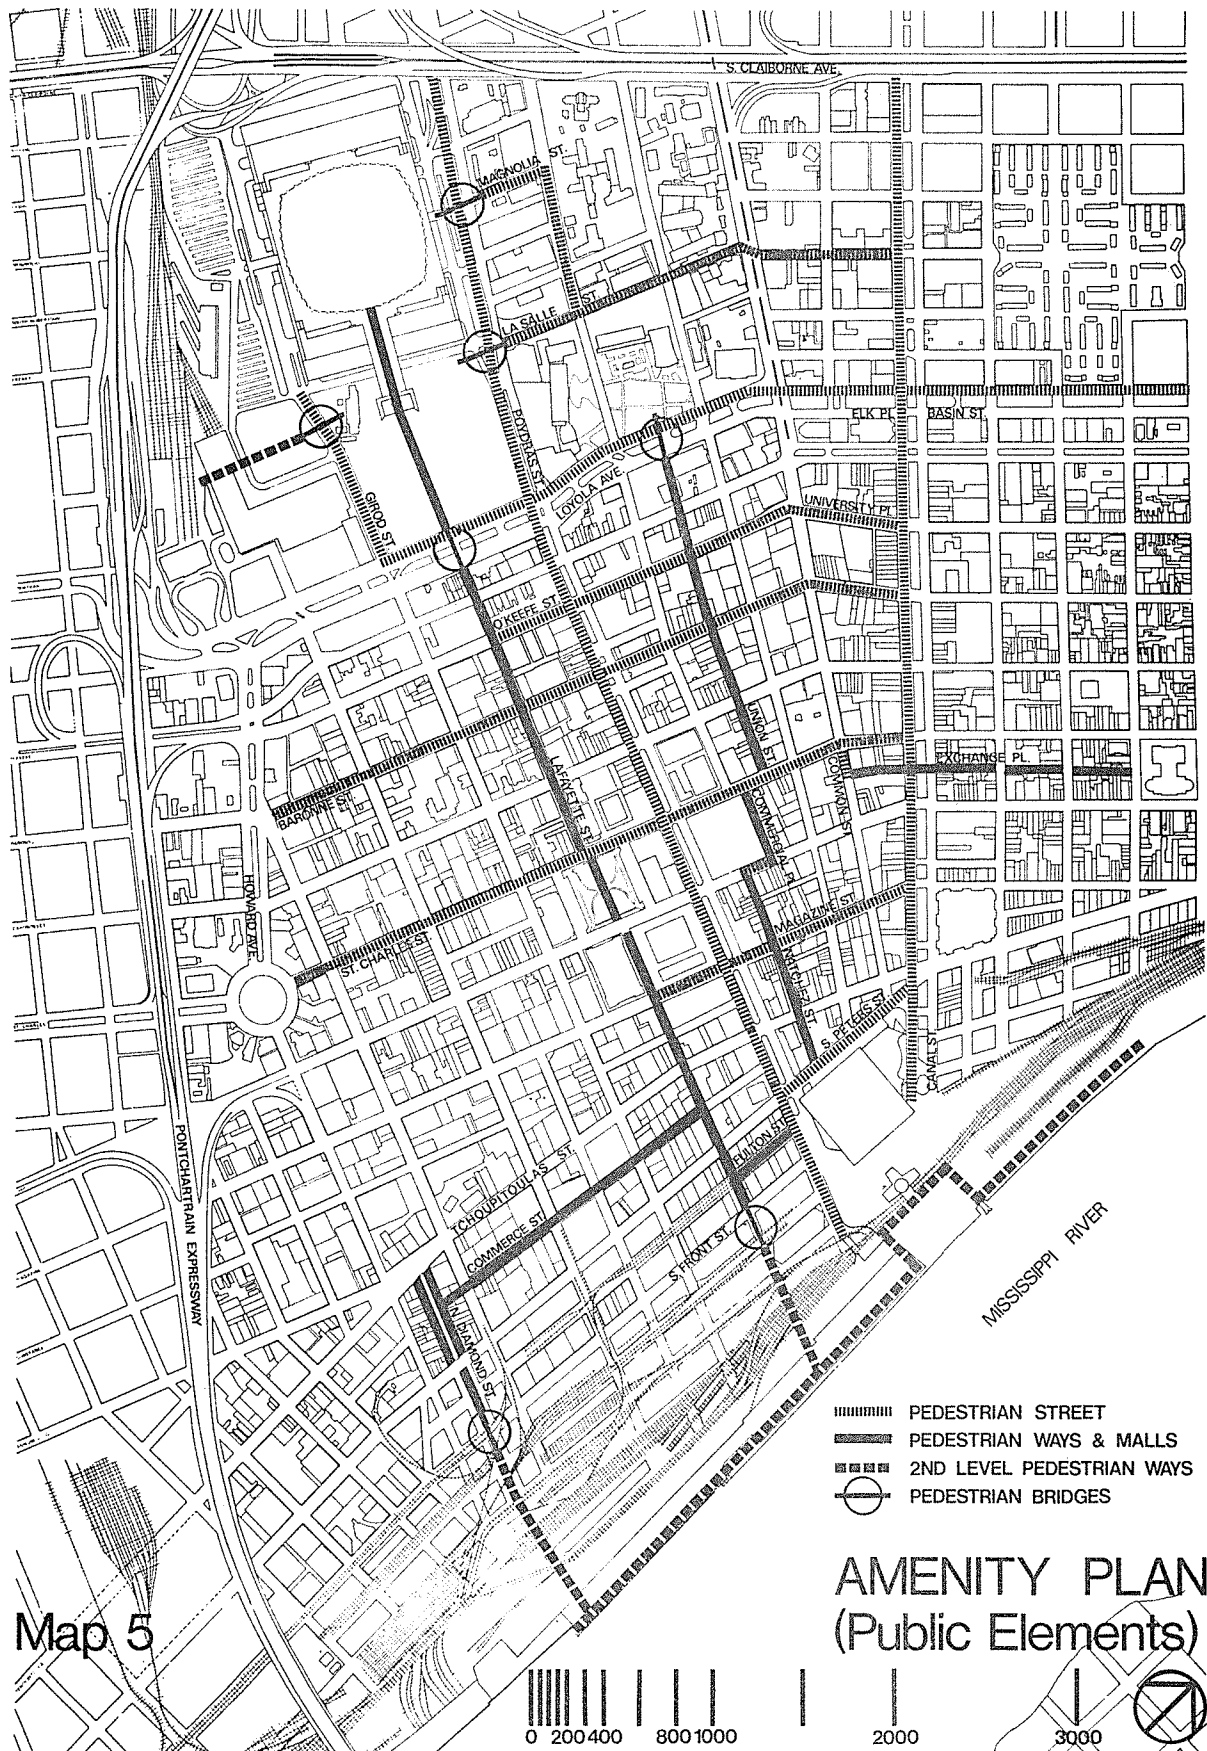 S. CLAIBORNE AVE.
MAGNOLIA ST.
LA SALLE ST.
POYDRAS ST.
ELK PL.
BASIN ST.
LOYOLA AVE.
UNIVERSITY PL.
GIROD ST.
O'KEEFE ST.
UNION ST.
LAFAYETTE ST.
EXCHANGE PL.
COMMON ST.
COMMERCIAL PL.
BARONNE ST.
HOWARD AVE.
MAGAZINE ST.
ST. CHARLES ST.
NATCHEZ ST.
S. PETERS ST.
CANAL ST.
PONTCHARTRAIN EXPRESSWAY
FULTON ST.
TCHOUPITOULAS ST.
COMMERCE ST.
S. FRONT ST.
N. DIAMOND ST.
MISSISSIPPI RIVER
PEDESTRIAN STREET
PEDESTRIAN WAYS & MALLS
2ND LEVEL PEDESTRIAN WAYS
PEDESTRIAN BRIDGES
AMENITY PLAN
(Public Elements)
Map 5
0 200 400 800 1000 2000 3000